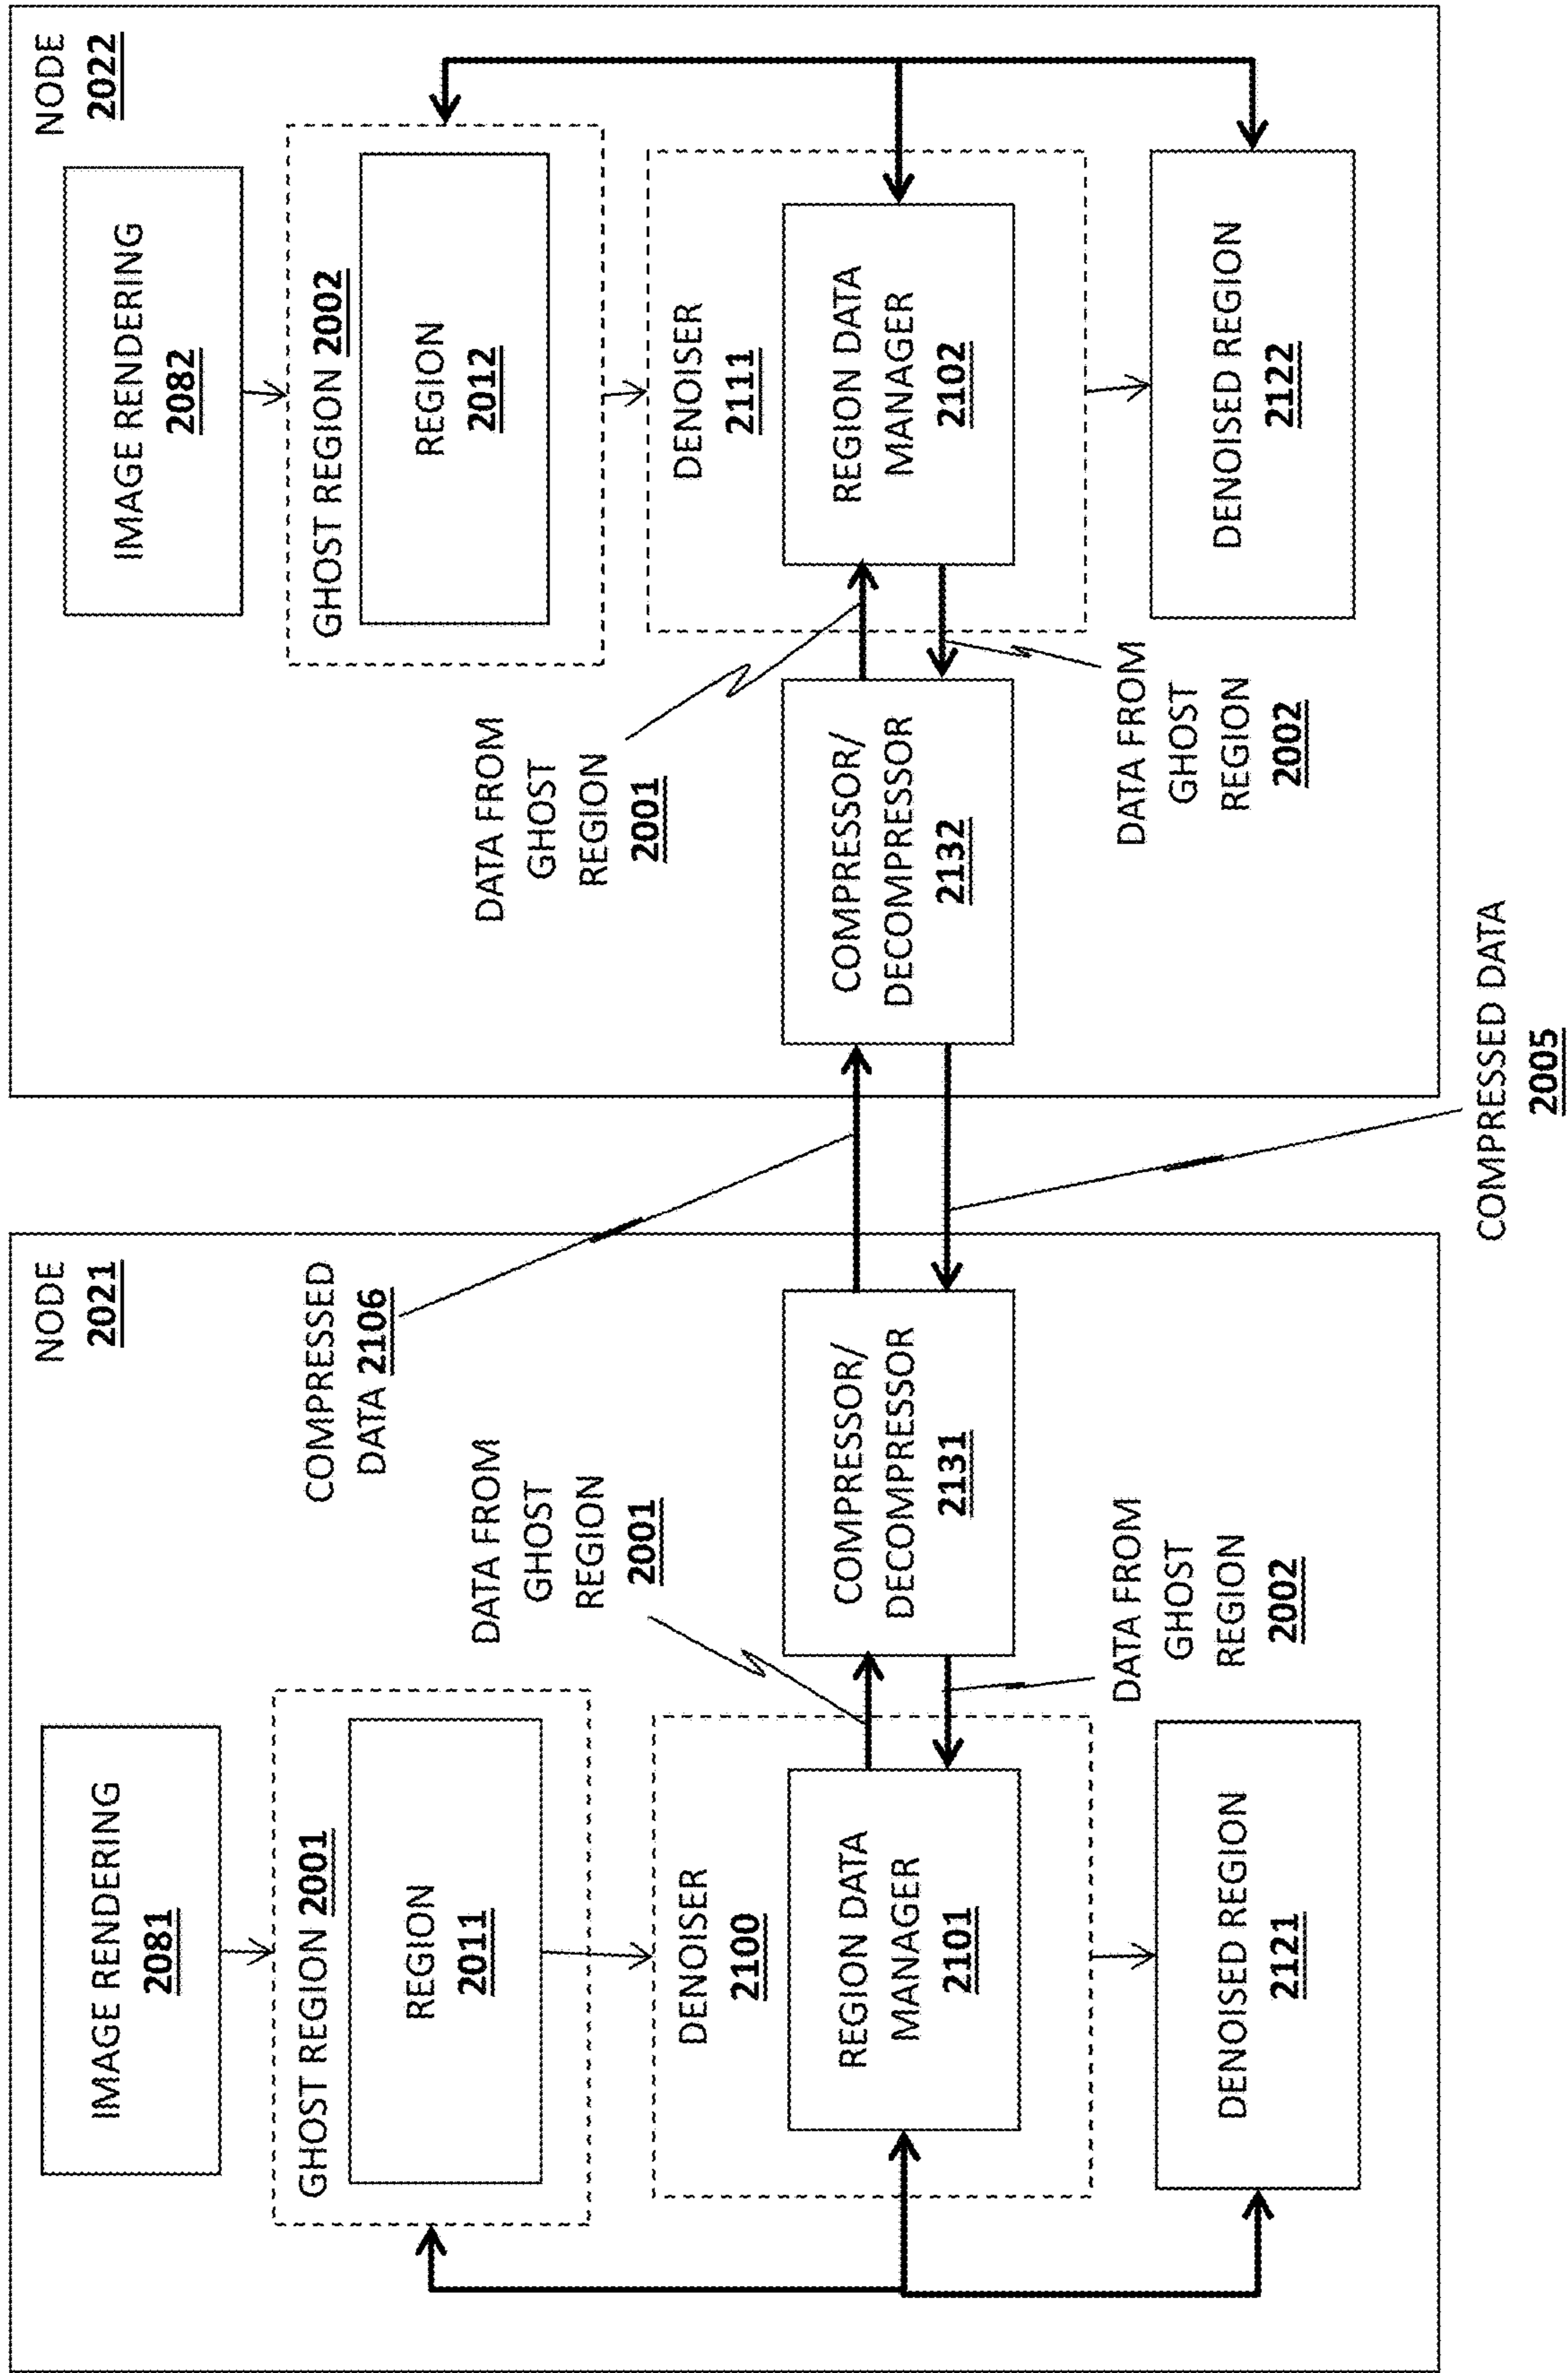 NODE
2021
IMAGE RENDERING
2081
GHOST REGION 2001
REGION
2011
DENOISER
2100
REGION DATA
MANAGER
2101
DENOISED REGION
2121
DATA FROM
GHOST
REGION
2001
COMPRESSOR/
DECOMPRESSOR
2131
DATA FROM
GHOST
REGION
2002
COMPRESSED
DATA 2106
COMPRESSED DATA
2005
NODE
2022
IMAGE RENDERING
2082
GHOST REGION 2002
REGION
2012
DENOISER
2111
REGION DATA
MANAGER
2102
DENOISED REGION
2122
DATA FROM
GHOST
REGION
2001
COMPRESSOR/
DECOMPRESSOR
2132
DATA FROM
GHOST
REGION
2002